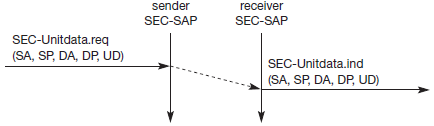 sender
SEC-SAP
receiver
SEC-SAP
SEC-Unitdata.req
(SA, SP, DA, DP, UD)
SEC-Unitdata.ind
(SA, SP, DA, DP, UD)